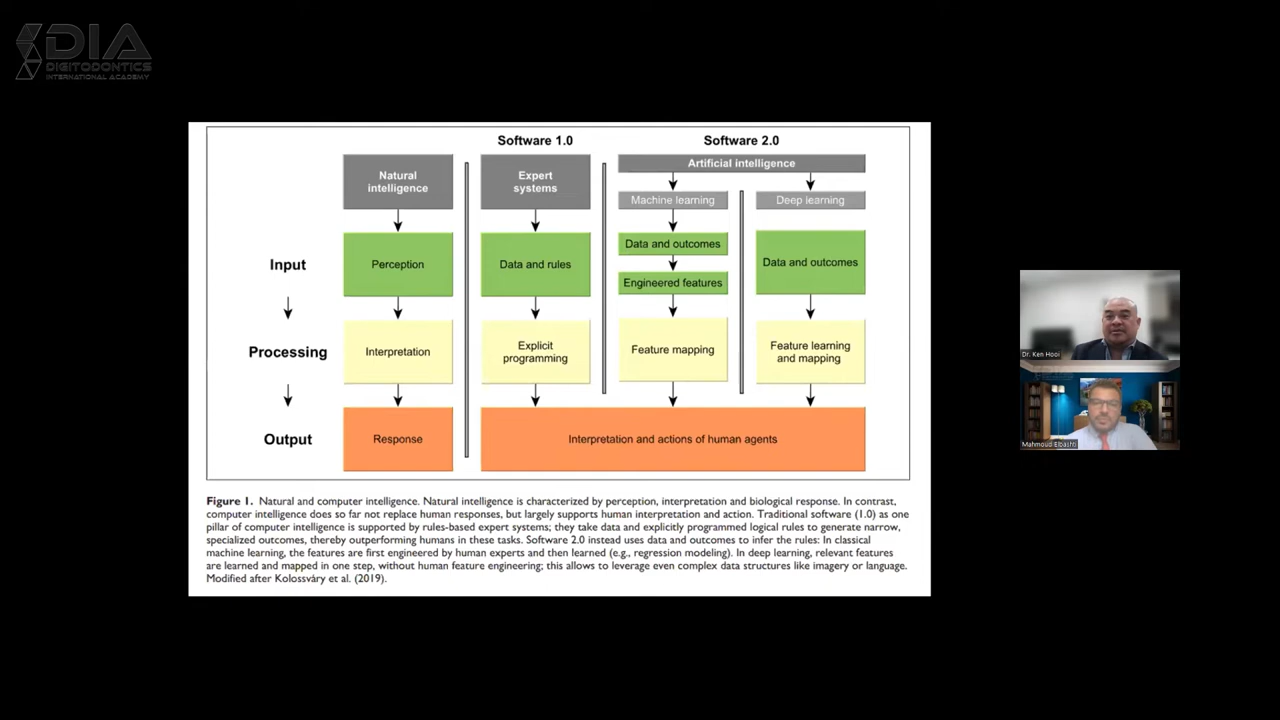 DIA
DIGITODONTICS
INTERNATIONAL ACADEMY
Software 1.0
Software 2.0
Natural
intelligence
Expert
systems
Artificial intelligence
Machine learning
Deep learning
Input
Perception
Data and rules
Data and outcomes
Engineered features
Data and outcomes
Processing
Interpretation
Explicit
programming
Feature mapping
Feature learning
and mapping
Output
Response
Interpretation and actions of human agents
Figure 1. Natural and computer intelligence. Natural intelligence is characterized by perception, interpretation and biological response. In contrast,
computer intelligence does so far not replace human responses, but largely supports human interpretation and action. Traditional software (1.0) as one
pillar of computer intelligence is supported by rules-based expert systems; they take data and explicitly programmed logical rules to generate narrow,
specialized outcomes, thereby outperforming humans in these tasks. Software 2.0 instead uses data and outcomes to infer the rules: In classical
machine learning, the features are first engineered by human experts and then learned (e.g., regression modeling). In deep learning, relevant features
are learned and mapped in one step, without human feature engineering; this allows to leverage even complex data structures like imagery or language.
Modified after Kolossváry et al. (2019).
Dr. Ken Hooi
Mahmoud Elbashti